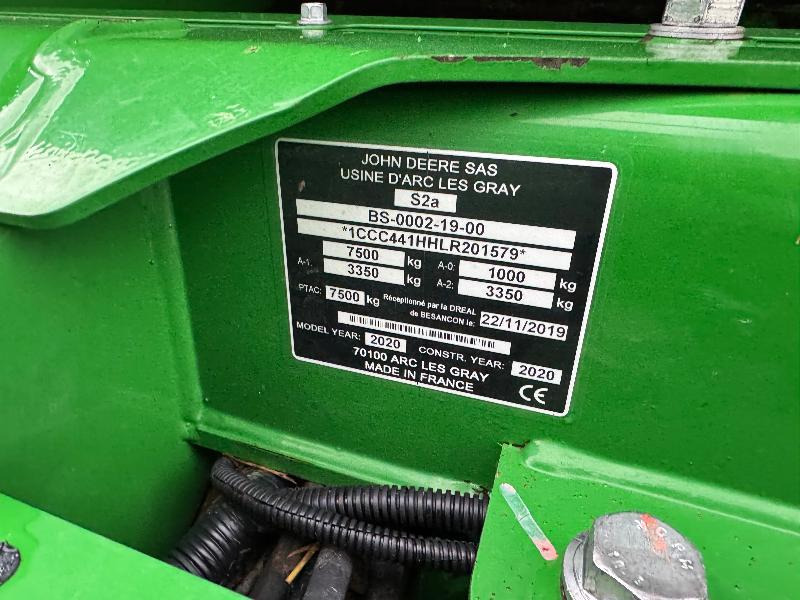 JOHN DEERE SAS
USINE D'ARC LES GRAY
S2a
BS-0002-19-00
*1CCC441HHLR201579*
7500 kg A-0: 1000 kg
A-1: 3350 kg A-2: 3350 kg
PTAC: 7500 kg Réceptionné par la DREAL
de BESANCON le: 22/11/2019
MODEL YEAR: 2020 CONSTR. YEAR: 2020
70100 ARC LES GRAY
MADE IN FRANCE
CE